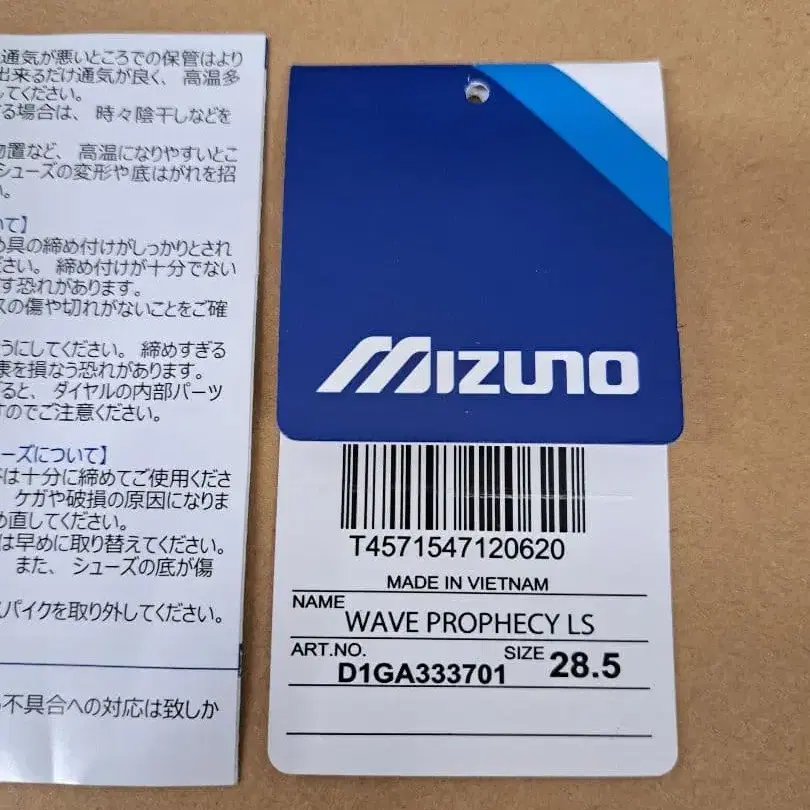 通気が悪いところでの保管はより
出来るだけ通気が良く、高温多
してください。
する場合は、時々陰干しなどを
物置など、高温になりやすいとこ
シューズの変形や底はがれを招
い。
いて】
め具の締め付けがしっかりとされ
ださい。締め付けが十分でない
す恐れがあります。
スの傷や切れがないことをご確
うにしてください。締めすぎる
康を損なう恐れがあります。
ると、ダイヤルの内部パーツ
すのでご注意ください。
ーズについて】
は十分に締めてご使用くださ
ケガや破損の原因になりま
め直してください。
は早めに取り替えてください。
また、シューズの底が傷
スパイクを取り外してください。
不具合への対応は致しか
MIZUNO
T4571547120620
MADE IN VIETNAM
NAME WAVE PROPHECY LS
ART.NO. D1GA333701 SIZE 28.5